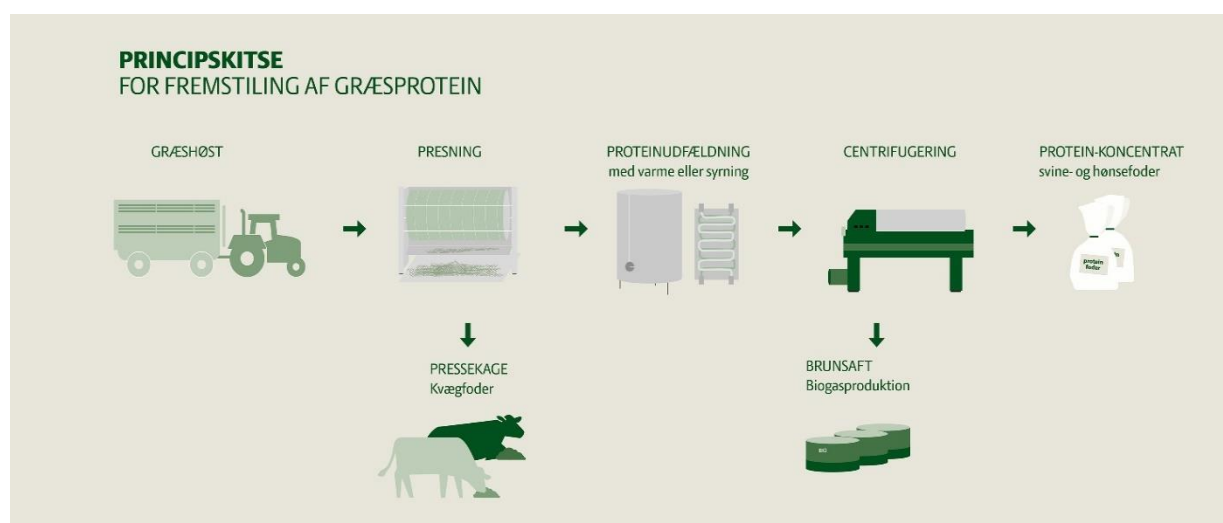 PRINCIPSKITSE
FOR FREMSTILING AF GRÆSPROTEIN
GRÆSHØST
PRESNING
PROTEINUDFÆLDNING
med varme eller syrning
CENTRIFUGERING
PROTEIN-KONCENTRAT
svine- og hønsefoder
protein
foder
PRESSEKAGE
Kvægfoder
BRUNSAFT
Biogasproduktion
BIO